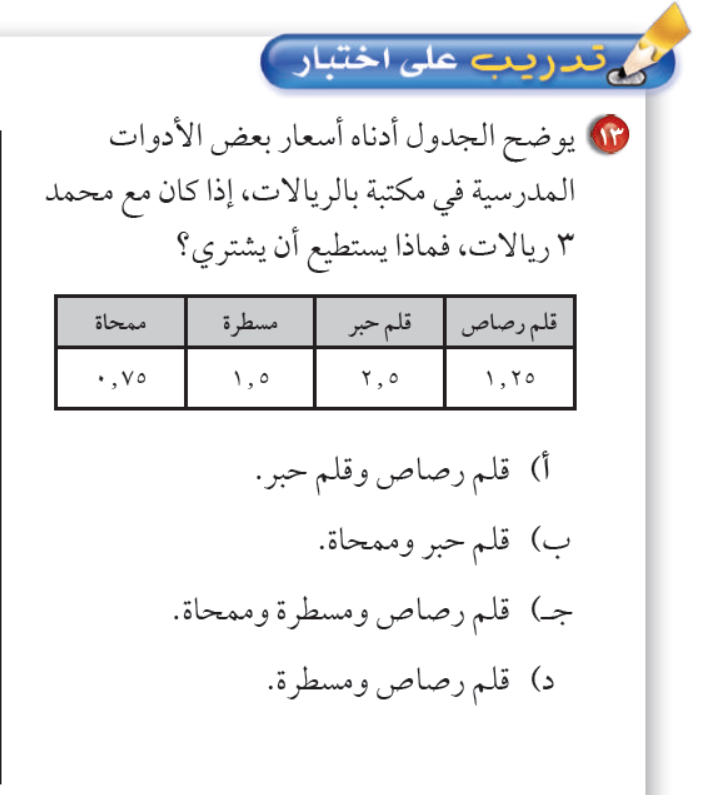 تدريب على اختبار
١٣ يوضح الجدول أدناه أسعار بعض الأدوات
المدرسية في مكتبة بالريالات، إذا كان مع محمد
٣ ريالات، فماذا يستطيع أن يشتري؟
قلم رصاص قلم حبر مسطرة ممحاة
١,٢٥ ٢,٥ ١,٥ ٠,٧٥
أ) قلم رصاص وقلم حبر.
ب) قلم حبر وممحاة.
جـ) قلم رصاص ومسطرة وممحاة.
د) قلم رصاص ومسطرة.